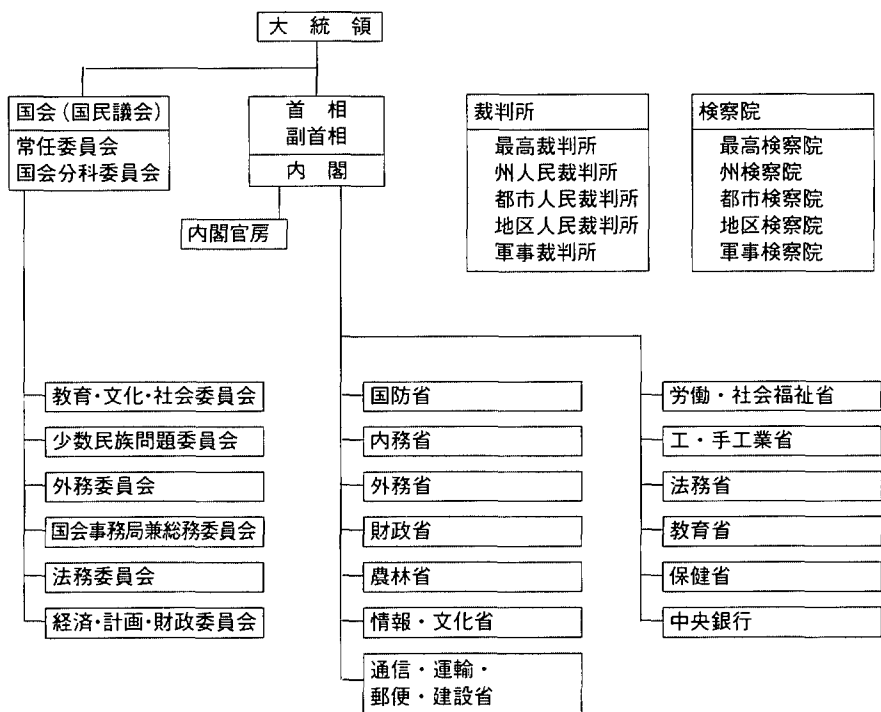 大統領
国会（国民議会）
常任委員会
国会分科委員会
首相
副首相
内閣
内閣官房
裁判所
最高裁判所
州人民裁判所
都市人民裁判所
地区人民裁判所
軍事裁判所
検察院
最高検察院
州検察院
都市検察院
地区検察院
軍事検察院
教育・文化・社会委員会
少数民族問題委員会
外務委員会
国会事務局兼総務委員会
法務委員会
経済・計画・財政委員会
国防省
内務省
外務省
財政省
農林省
情報・文化省
通信・運輸・
郵便・建設省
労働・社会福祉省
工・手工業省
法務省
教育省
保健省
中央銀行